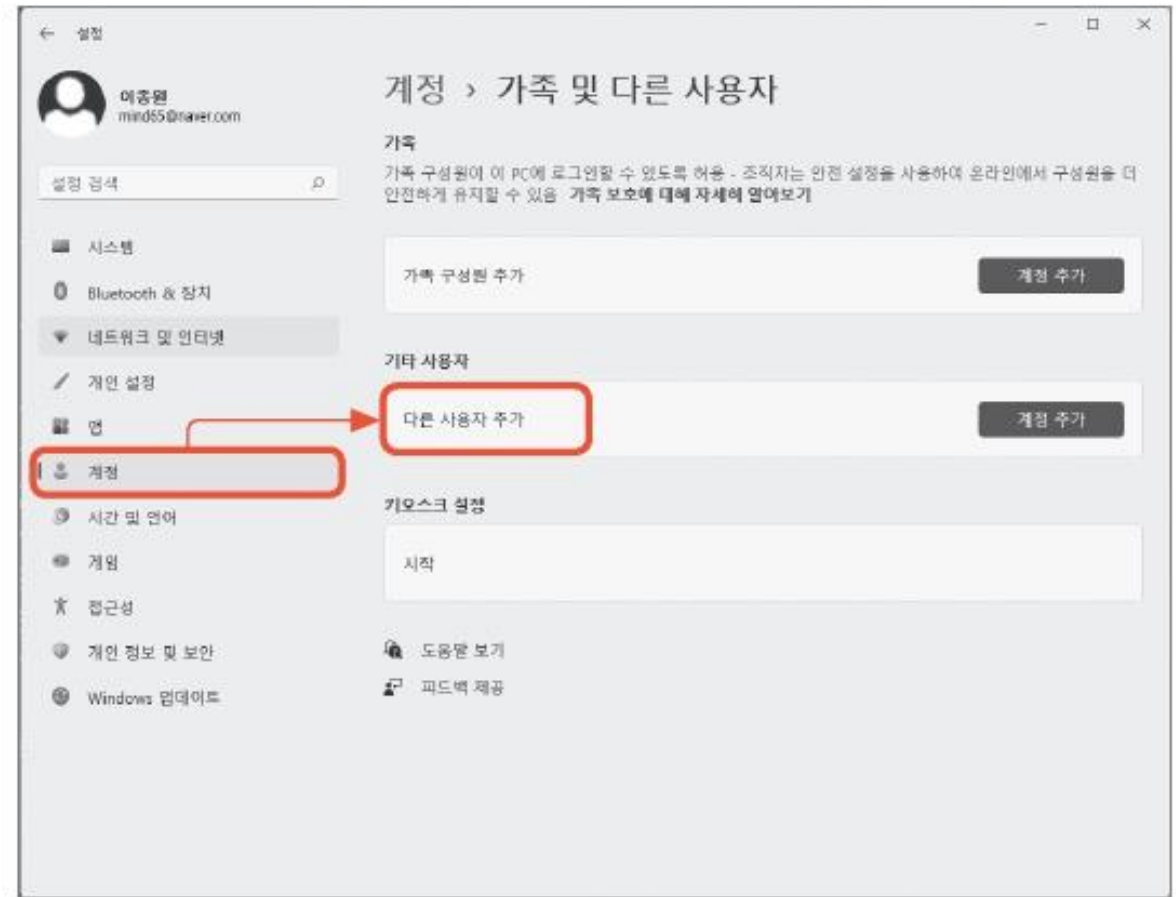 ← 설정
이종원
mind65@naver.com
설정 검색
시스템
Bluetooth & 장치
네트워크 및 인터넷
개인 설정
앱
계정
시간 및 언어
게임
접근성
개인 정보 및 보안
Windows 업데이트
계정 › 가족 및 다른 사용자
가족
가족 구성원이 이 PC에 로그인할 수 있도록 허용 - 조직자는 안전 설정을 사용하여 온라인에서 구성원을 더
안전하게 유지할 수 있음 가족 보호에 대해 자세히 알아보기
가족 구성원 추가
계정 추가
기타 사용자
다른 사용자 추가
계정 추가
키오스크 설정
시작
도움말 보기
피드백 제공